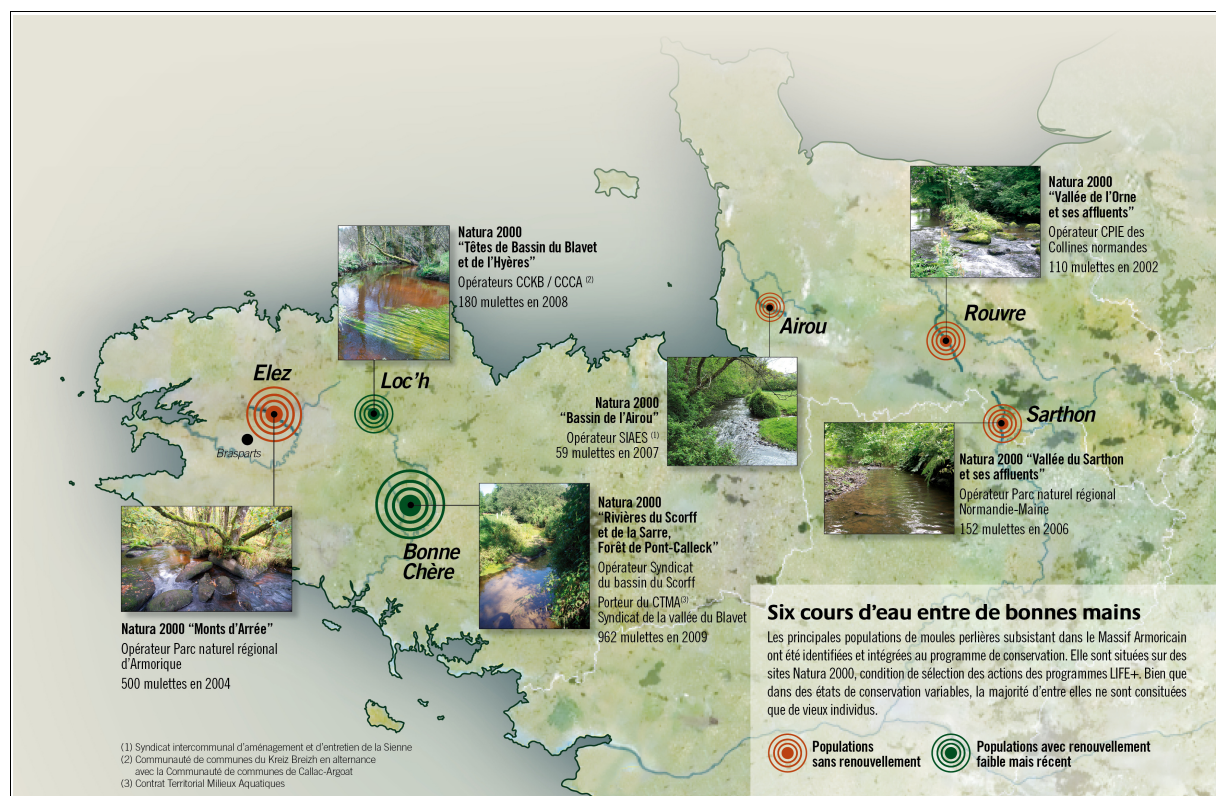 Natura 2000
“Têtes de Bassin du Blavet
et de l’Hyères”
Opérateurs CCKB / CCCA (2)
180 mulettes en 2008
Natura 2000
“Vallée de l’Orne
et ses affluents”
Opérateur CPIE des
Collines normandes
110 mulettes en 2002
Airou
Rouvre
Elez
Loc’h
Sarthon
Brasparts
Natura 2000
“Bassin de l’Airou”
Opérateur SIAES (1)
59 mulettes en 2007
Natura 2000 “Vallée du Sarthon
et ses affluents”
Opérateur Parc naturel régional
Normandie-Maine
152 mulettes en 2006
Bonne
Chère
Natura 2000
“Rivières du Scorff
et de la Sarre,
Forêt de Pont-Calleck”
Opérateur Syndicat
du bassin du Scorff
Porteur du CTMA(3)
Syndicat de la vallée du Blavet
962 mulettes en 2009
Natura 2000 “Monts d’Arrée”
Opérateur Parc naturel régional
d’Armorique
500 mulettes en 2004
Six cours d’eau entre de bonnes mains
Les principales populations de moules perlières subsistant dans le Massif Armoricain
ont été identifiées et intégrées au programme de conservation. Elle sont situées sur des
sites Natura 2000, condition de sélection des actions des programmes LIFE+. Bien que
dans des états de conservation variables, la majorité d’entre elles ne sont consituées
que de vieux individus.
Populations
sans renouvellement
Populations avec renouvellement
faible mais récent
(1) Syndicat intercommunal d’aménagement et d’entretien de la Sienne
(2) Communauté de communes du Kreiz Breizh en alternance
avec la Communauté de communes de Callac-Argoat
(3) Contrat Territorial Milieux Aquatiques